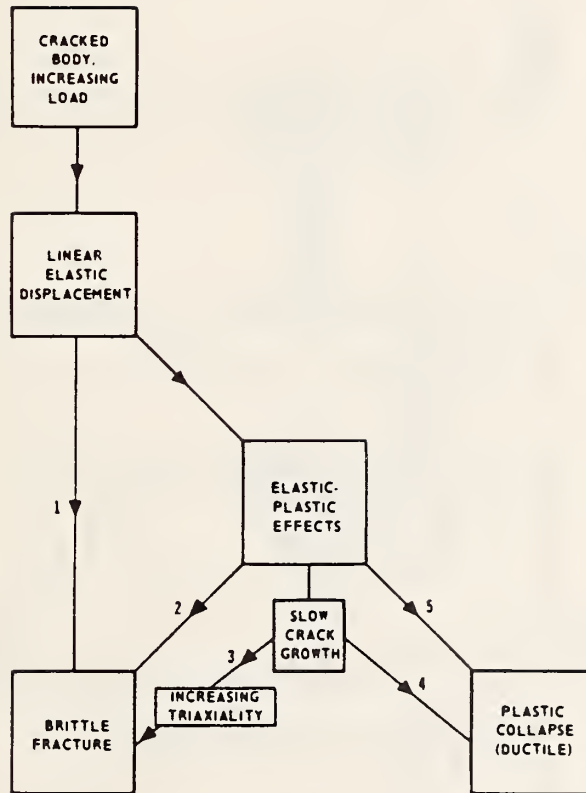 CRACKED
BODY,
INCREASING
LOAD
LINEAR
ELASTIC
DISPLACEMENT
1
ELASTIC-
PLASTIC
EFFECTS
2
5
SLOW
CRACK
GROWTH
3
4
INCREASING
TRIAXIALITY
BRITTLE
FRACTURE
PLASTIC
COLLAPSE
(DUCTILE)